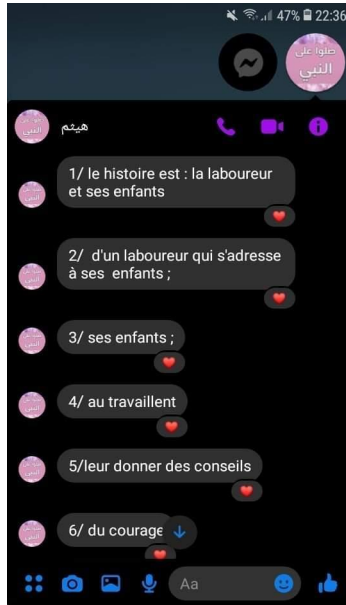 47% 22:36
صلوا على
النبي
هيثم
1/ le histoire est : la laboureur
et ses enfants
2/ d'un laboureur qui s'adresse
à ses enfants ;
3/ ses enfants ;
4/ au travaillent
5/leur donner des conseils
6/ du courage
Aa